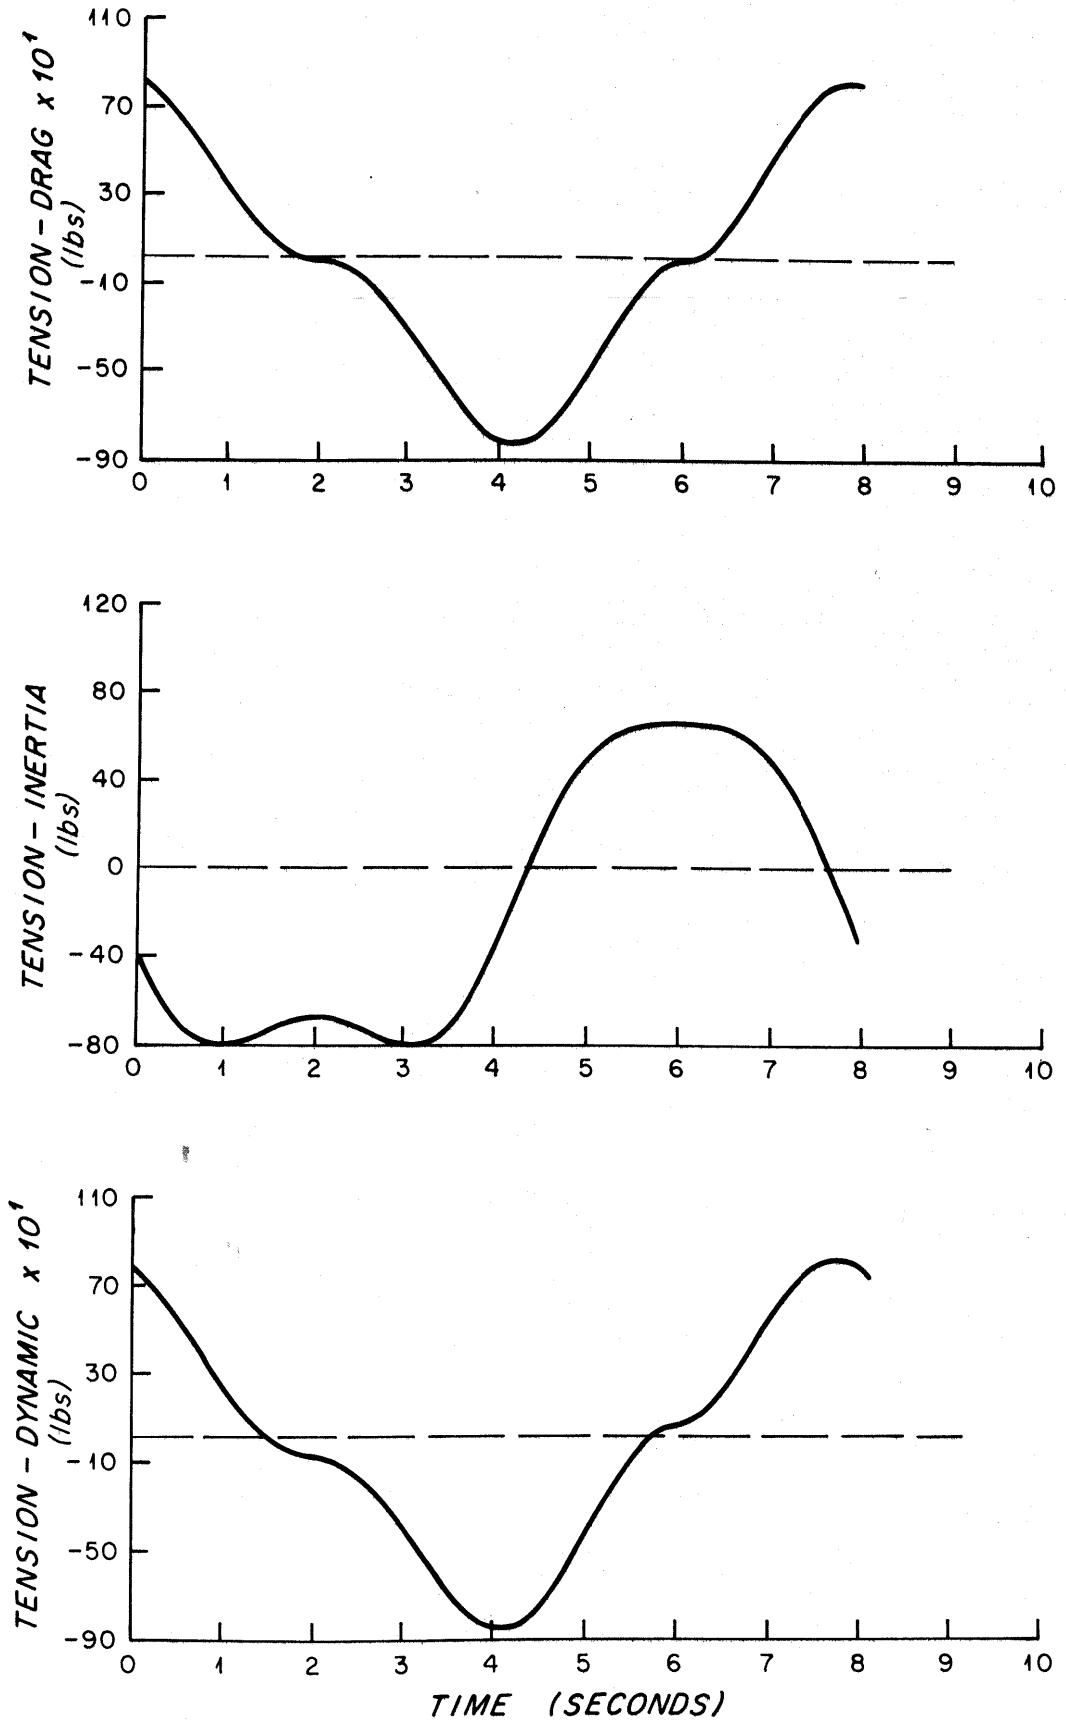 TENSION - DRAG x 10¹
(lbs)
110
70
30
-10
-50
-90
0 1 2 3 4 5 6 7 8 9 10
TENSION - INERTIA
(lbs)
120
80
40
0
-40
-80
0 1 2 3 4 5 6 7 8 9 10
TENSION - DYNAMIC x 10¹
(lbs)
110
70
30
-10
-50
-90
0 1 2 3 4 5 6 7 8 9 10
TIME (SECONDS)